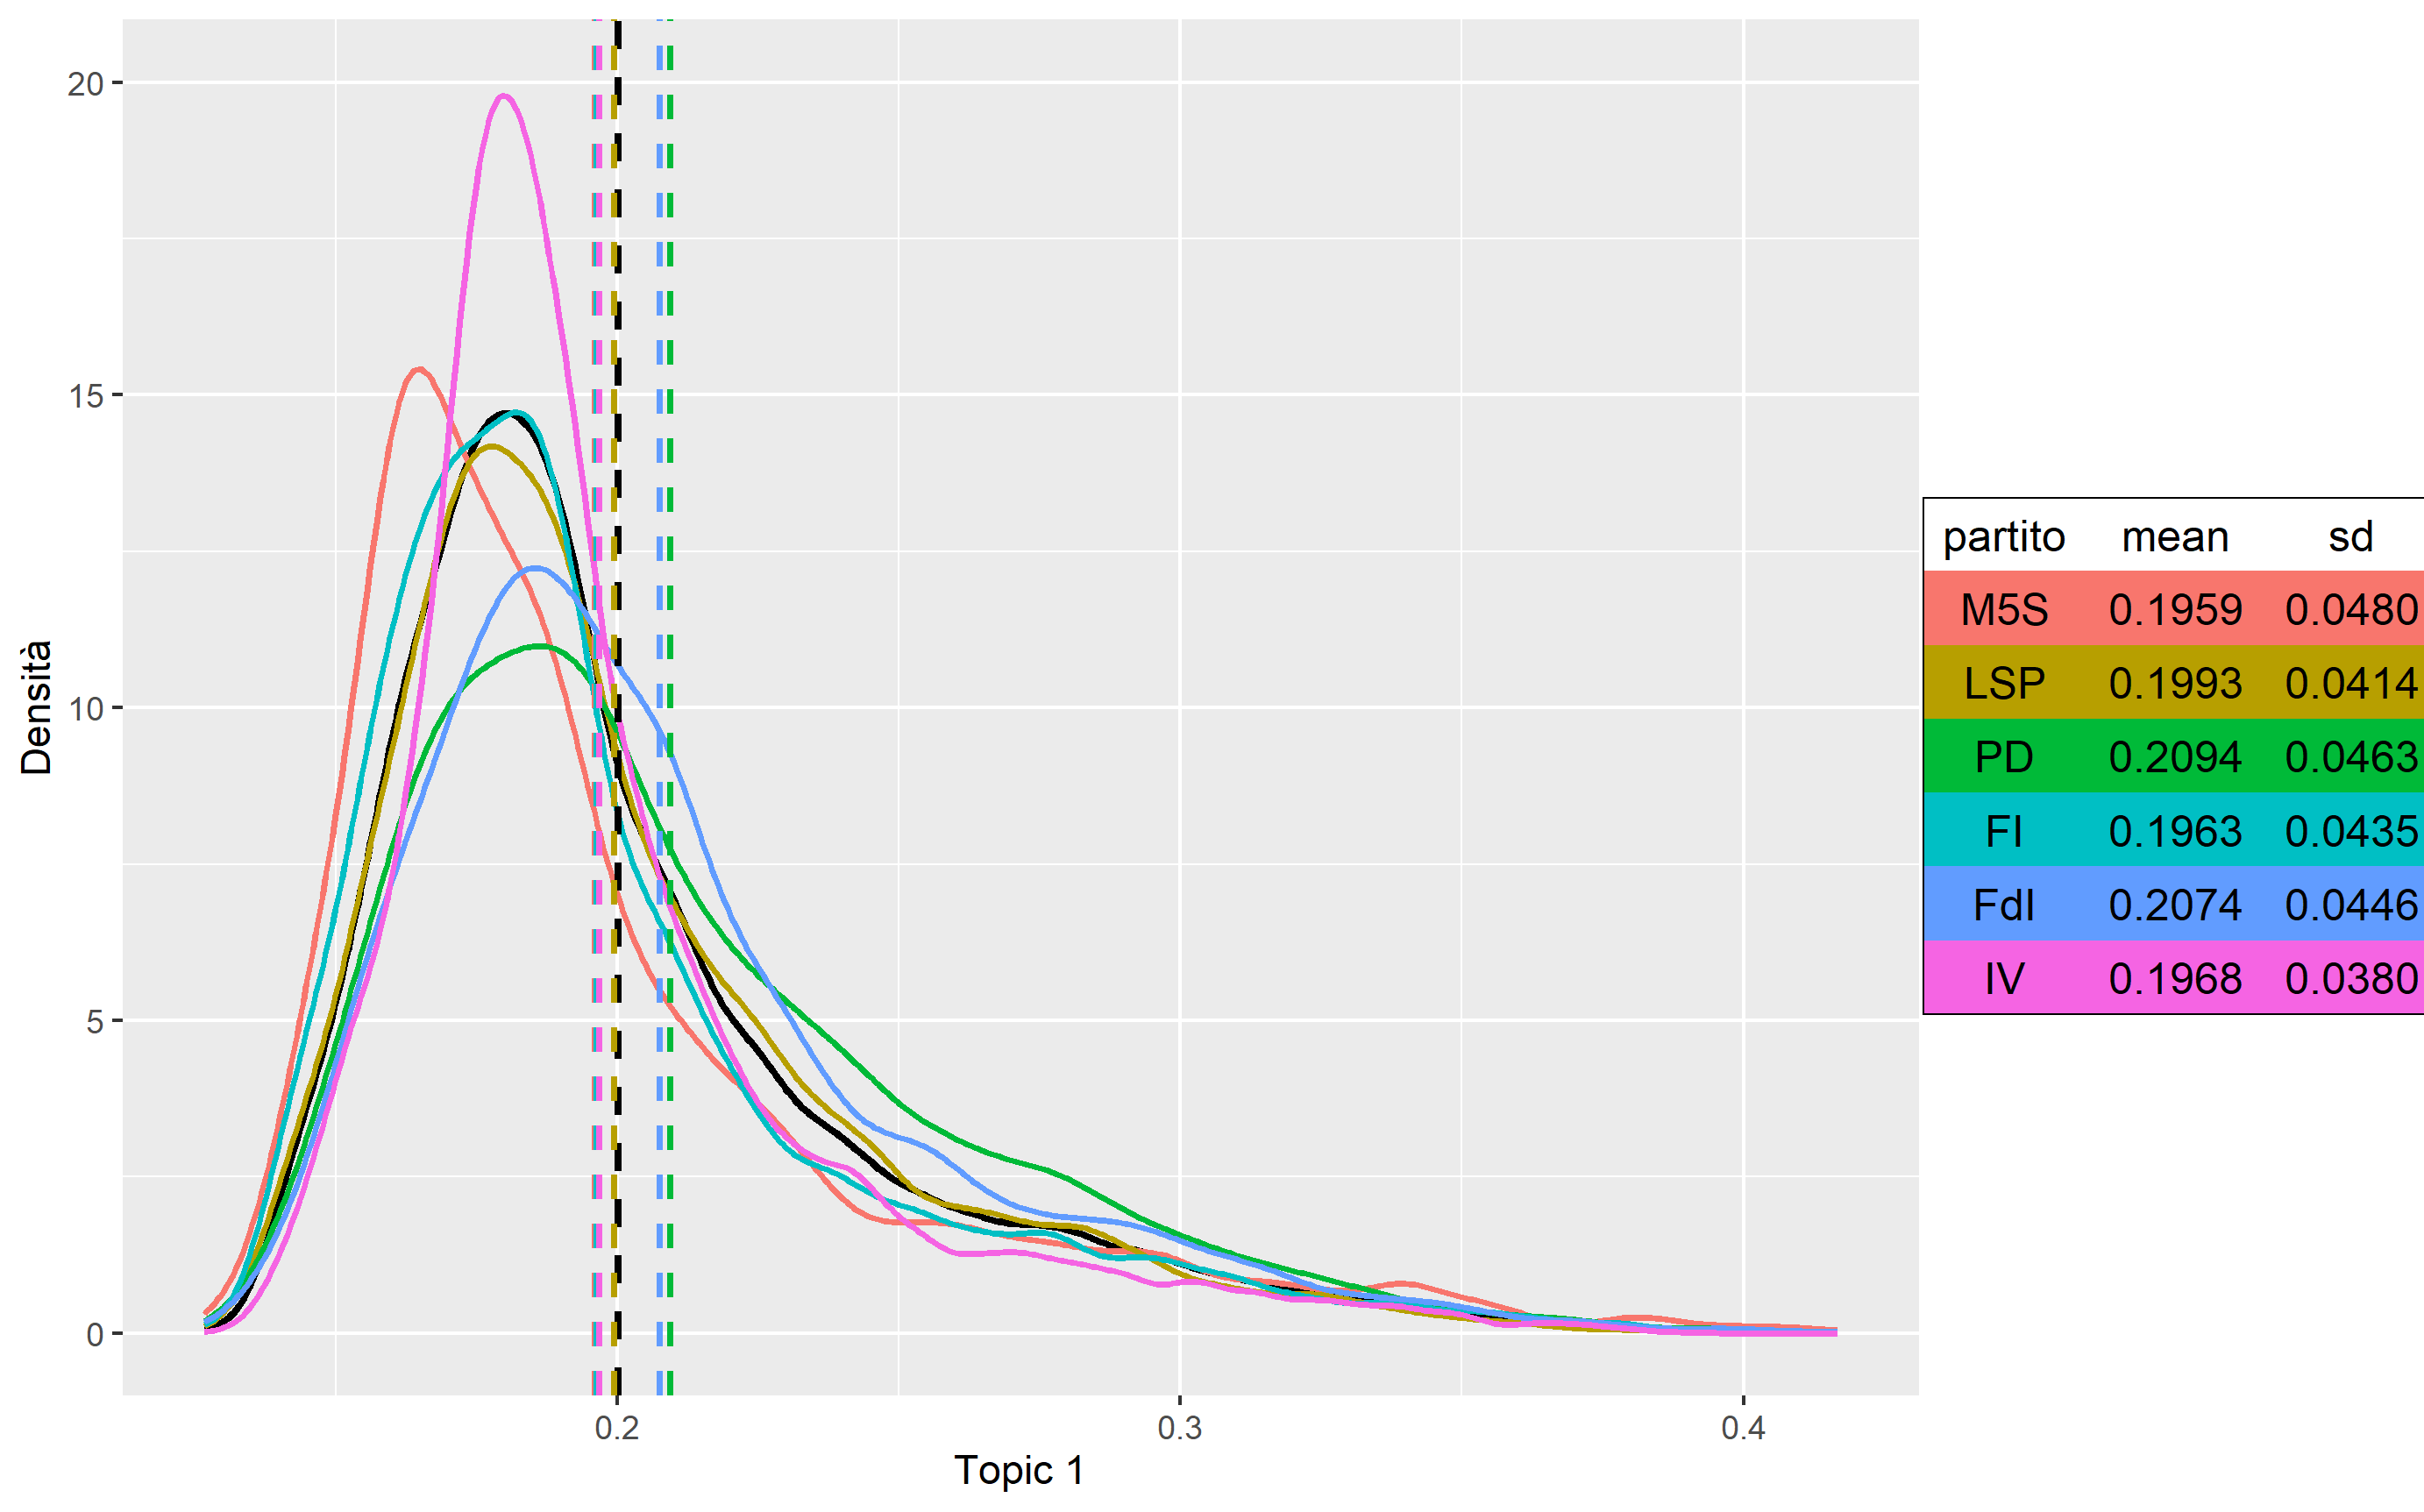 20
15
10
5
0
Densità
0.2 0.3 0.4
Topic 1
partito mean sd
M5S 0.1959 0.0480
LSP 0.1993 0.0414
PD 0.2094 0.0463
FI 0.1963 0.0435
FdI 0.2074 0.0446
IV 0.1968 0.0380